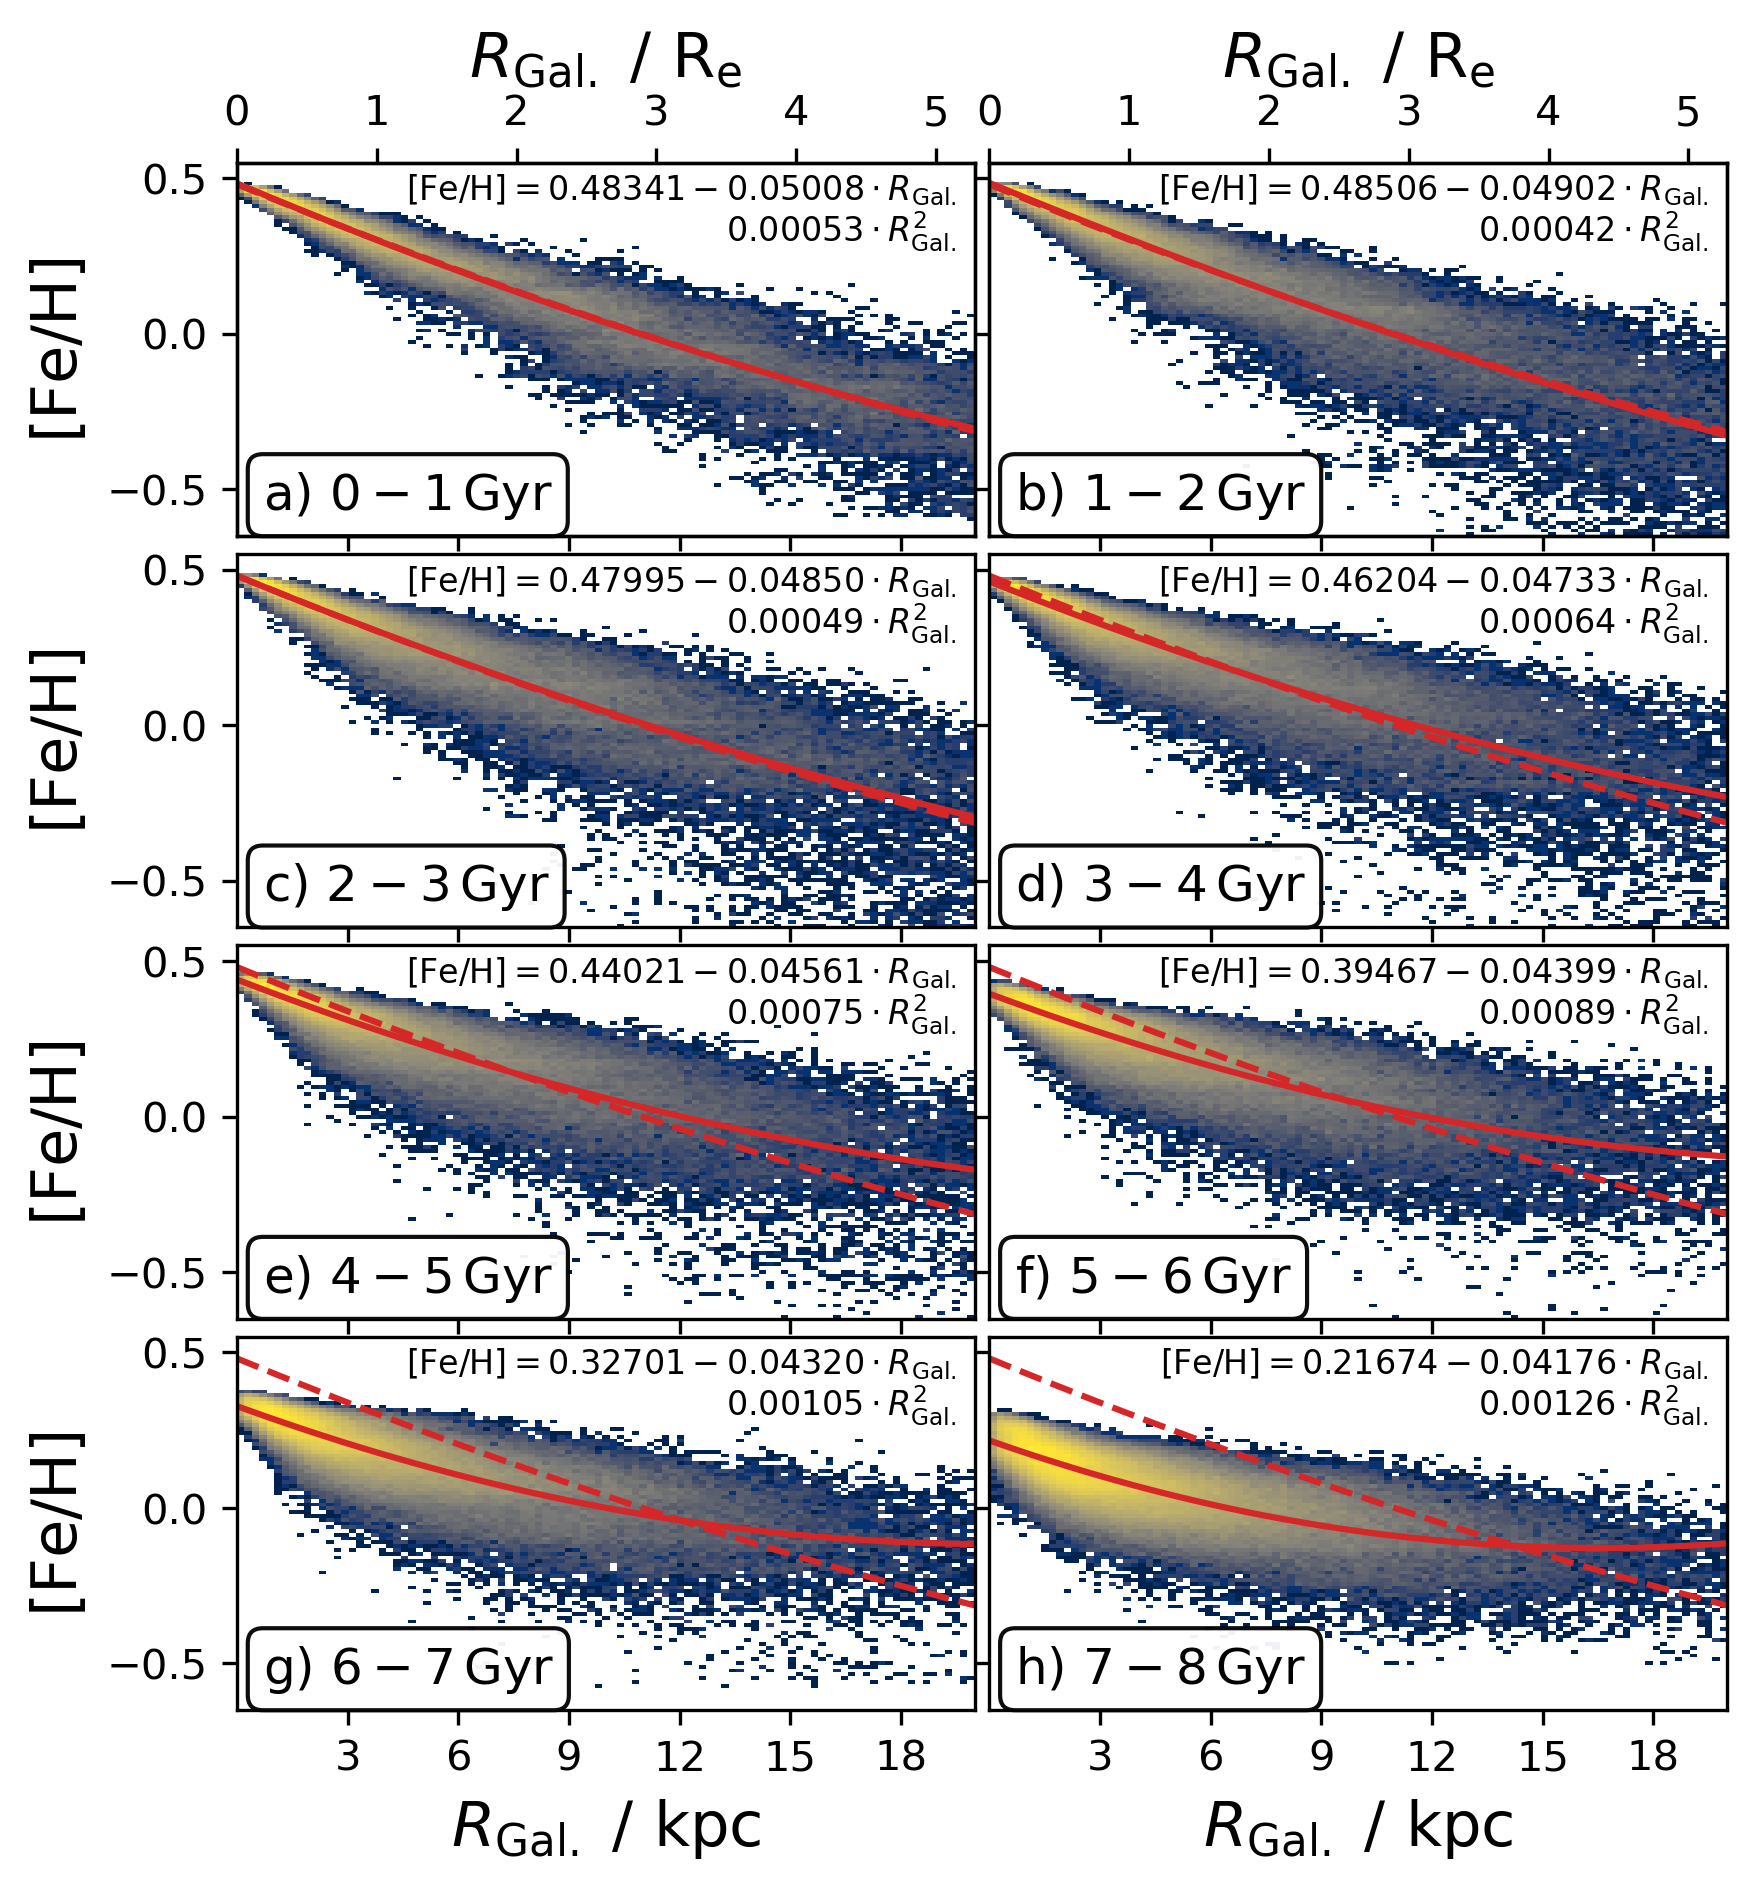 R_Gal. / R_e R_Gal. / R_e
0 1 2 3 4 5 0 1 2 3 4 5
[Fe/H]
0.5
0.0
−0.5
[Fe/H] = 0.48341 − 0.05008 · R_Gal.
0.00053 · R²_Gal.
a) 0 − 1 Gyr
[Fe/H] = 0.48506 − 0.04902 · R_Gal.
0.00042 · R²_Gal.
b) 1 − 2 Gyr
[Fe/H]
0.5
0.0
−0.5
[Fe/H] = 0.47995 − 0.04850 · R_Gal.
0.00049 · R²_Gal.
c) 2 − 3 Gyr
[Fe/H] = 0.46204 − 0.04733 · R_Gal.
0.00064 · R²_Gal.
d) 3 − 4 Gyr
[Fe/H]
0.5
0.0
−0.5
[Fe/H] = 0.44021 − 0.04561 · R_Gal.
0.00075 · R²_Gal.
e) 4 − 5 Gyr
[Fe/H] = 0.39467 − 0.04399 · R_Gal.
0.00089 · R²_Gal.
f) 5 − 6 Gyr
[Fe/H]
0.5
0.0
−0.5
[Fe/H] = 0.32701 − 0.04320 · R_Gal.
0.00105 · R²_Gal.
g) 6 − 7 Gyr
[Fe/H] = 0.21674 − 0.04176 · R_Gal.
0.00126 · R²_Gal.
h) 7 − 8 Gyr
3 6 9 12 15 18 3 6 9 12 15 18
R_Gal. / kpc R_Gal. / kpc